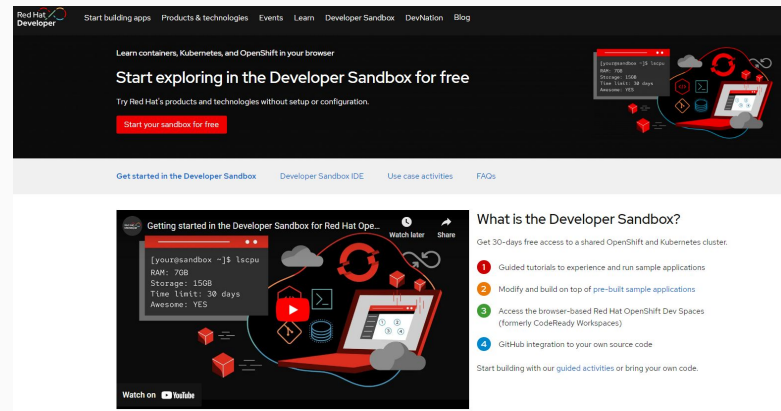 Red Hat
Developer
Start building apps Products & technologies Events Learn Developer Sandbox DevNation Blog
Learn containers, Kubernetes, and OpenShift in your browser
Start exploring in the Developer Sandbox for free
Try Red Hat's products and technologies without setup or configuration.
Start your sandbox for free
[your@sandbox ~]$ lscpu
RAM: 7GB
Storage: 15GB
Time limit: 30 days
Awesome: YES
Get started in the Developer Sandbox Developer Sandbox IDE Use case activities FAQs
Getting started in the Developer Sandbox for Red Hat Ope...
Watch later Share
[your@sandbox ~]$ lscpu
RAM: 7GB
Storage: 15GB
Time limit: 30 days
Awesome: YES
Watch on YouTube
What is the Developer Sandbox?
Get 30-days free access to a shared OpenShift and Kubernetes cluster.
1 Guided tutorials to experience and run sample applications
2 Modify and build on top of pre-built sample applications
3 Access the browser-based Red Hat OpenShift Dev Spaces
(formerly CodeReady Workspaces)
4 GitHub integration to your own source code
Start building with our guided activities or bring your own code.